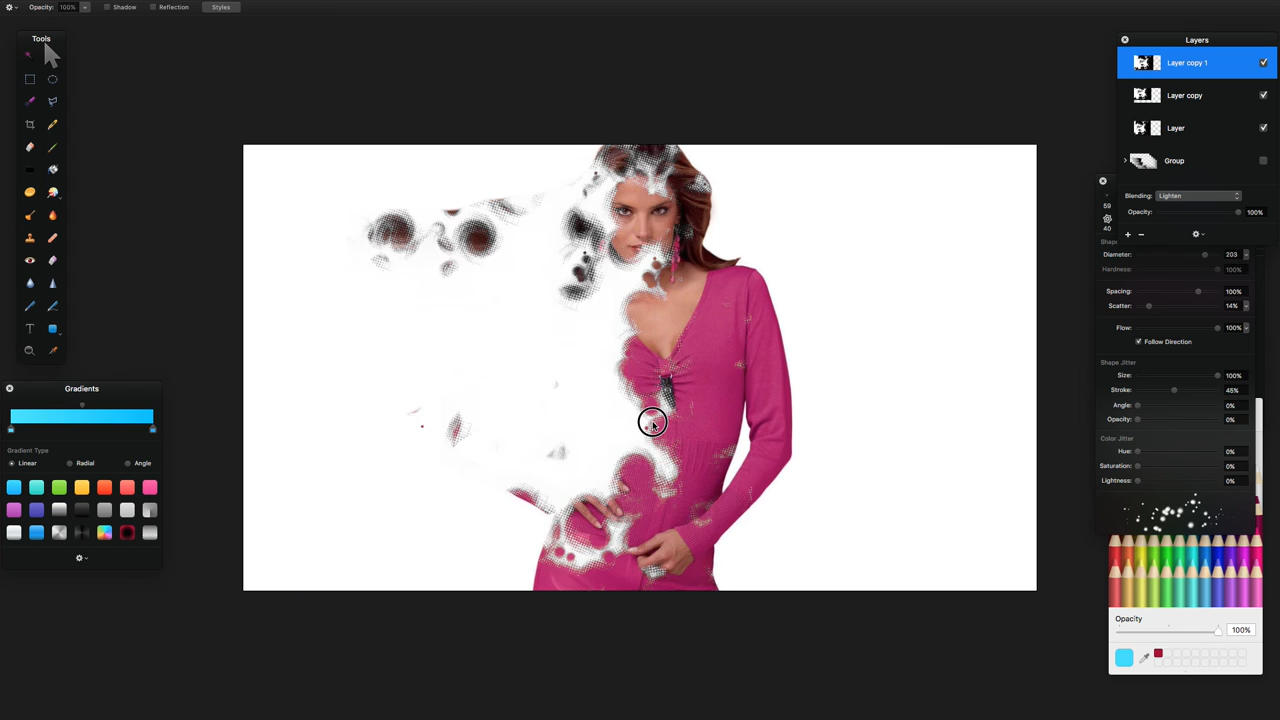 Opacity: 100% Shadow Reflection Styles
Tools
Layers
Layer copy 1
Layer copy
Layer
Group
Blending: Lighten
Opacity: 100%
59
40
Diameter: 203
Hardness: 100%
Spacing: 100%
Scatter: 14%
Flow: 100%
Follow Direction
Shape Jitter
Size: 100%
Stroke: 45%
Angle: 0%
Opacity: 0%
Color Jitter
Hue: 0%
Saturation: 0%
Lightness: 0%
Gradients
Gradient Type
Linear Radial Angle
Opacity
100%